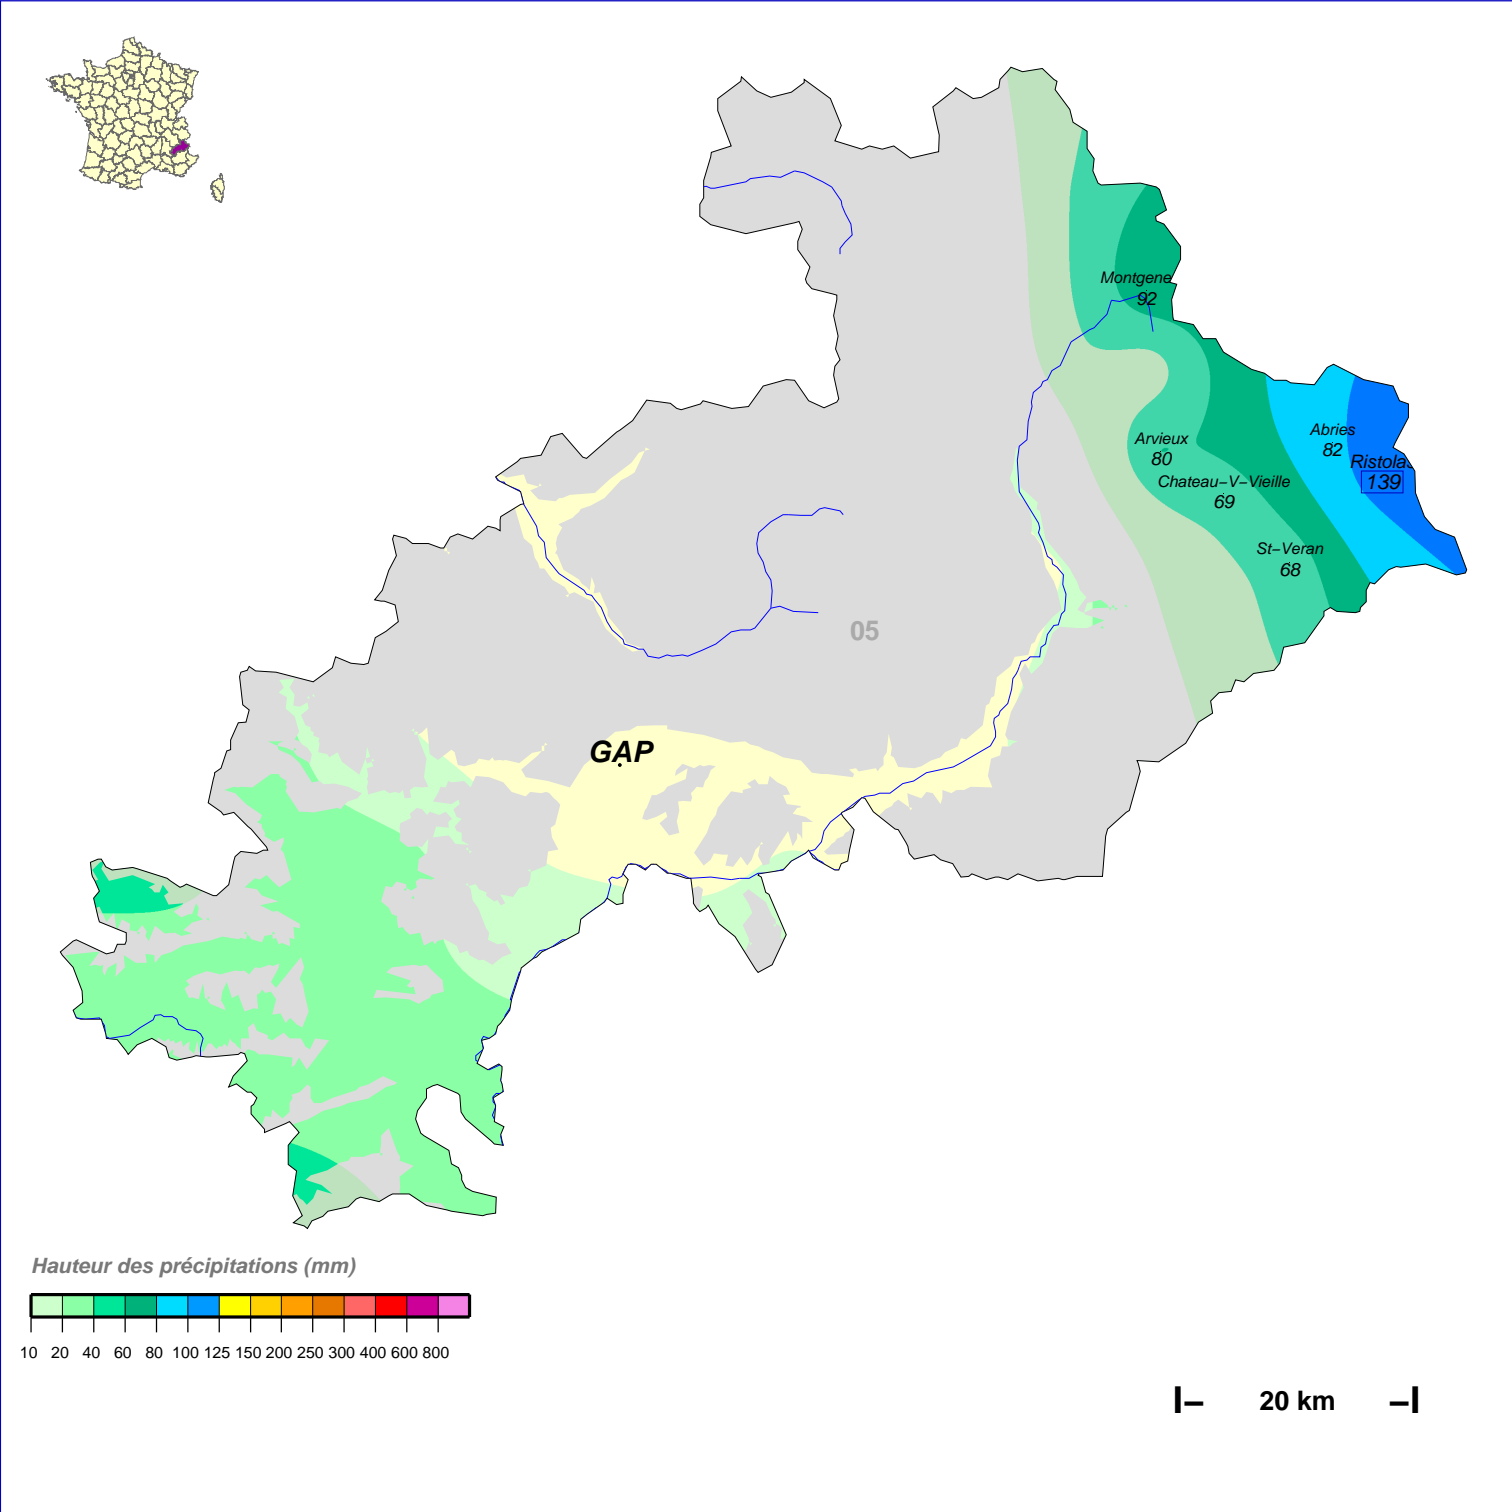 Montgene
92
Abries
82
Arvieux
80
Ristolas
139
Chateau–V–Vieille
69
St–Veran
68
05
GAP
Hauteur des précipitations (mm)
10 20 40 60 80 100 125 150 200 250 300 400 600 800
20 km